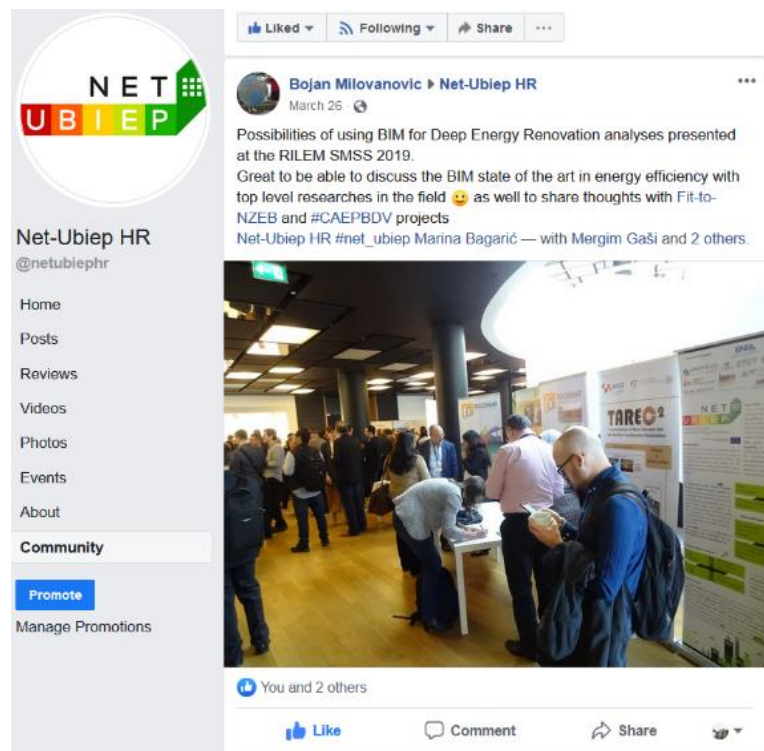 NET
UBIEP
Net-Ubiep HR
@netubiephr
Home
Posts
Reviews
Videos
Photos
Events
About
Community
Promote
Manage Promotions
Liked
Following
Share
Bojan Milovanovic Net-Ubiep HR
March 26
Possibilities of using BIM for Deep Energy Renovation analyses presented
at the RILEM SMSS 2019.
Great to be able to discuss the BIM state of the art in energy efficiency with
top level researches in the field as well to share thoughts with Fit-to-
NZEB and #CAEPBDV projects
Net-Ubiep HR #net_ubiep Marina Bagarić — with Mergim Gaši and 2 others.
TAREC²
ENEA
NET
UBIEP
You and 2 others
Like
Comment
Share